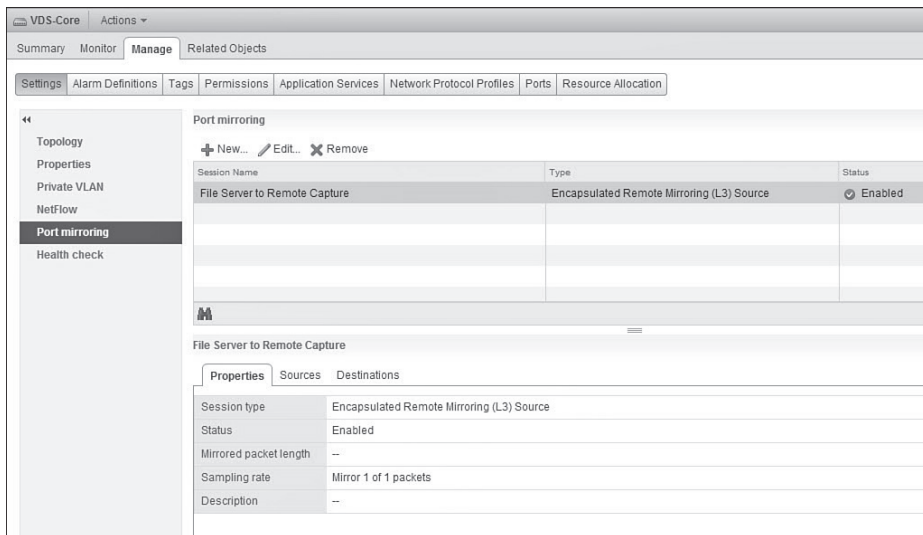 VDS-Core Actions
Summary Monitor Manage Related Objects
Settings Alarm Definitions Tags Permissions Application Services Network Protocol Profiles Ports Resource Allocation
Topology
Properties
Private VLAN
NetFlow
Port mirroring
Health check
Port mirroring
New... Edit... Remove
Session Name Type Status
File Server to Remote Capture Encapsulated Remote Mirroring (L3) Source Enabled
File Server to Remote Capture
Properties Sources Destinations
Session type Encapsulated Remote Mirroring (L3) Source
Status Enabled
Mirrored packet length --
Sampling rate Mirror 1 of 1 packets
Description --